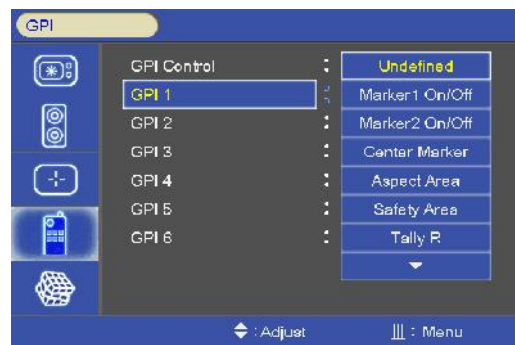 GPI
GPI Control : Undefined
GPI 1 : Marker1 On/Off
GPI 2 : Marker2 On/Off
GPI 3 : Center Marker
GPI 4 : Aspect Area
GPI 5 : Safety Area
GPI 6 : Tally R
: Adjust : Menu